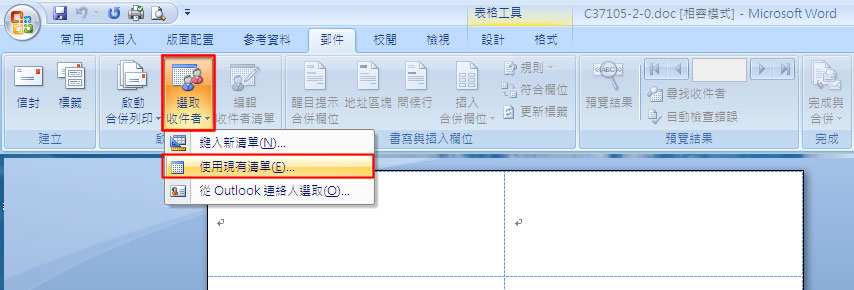 表格工具
C37105-2-0.doc [相容模式] - Microsoft Word
常用 插入 版面配置 參考資料 郵件 校閱 檢視 設計 格式
信封
標籤
啟動
合併列印
選取
收件者
編輯
收件者清單
醒目提示
合併欄位
地址區塊
問候行
插入
合併欄位
規則
符合欄位
更新標籤
ABC
預覽結果
尋找收件者
自動檢查錯誤
完成與
合併
建立
啟
書寫與插入欄位
預覽結果
完成
鍵入新清單(N)...
使用現有清單(E)...
從 Outlook 連絡人選取(O)...